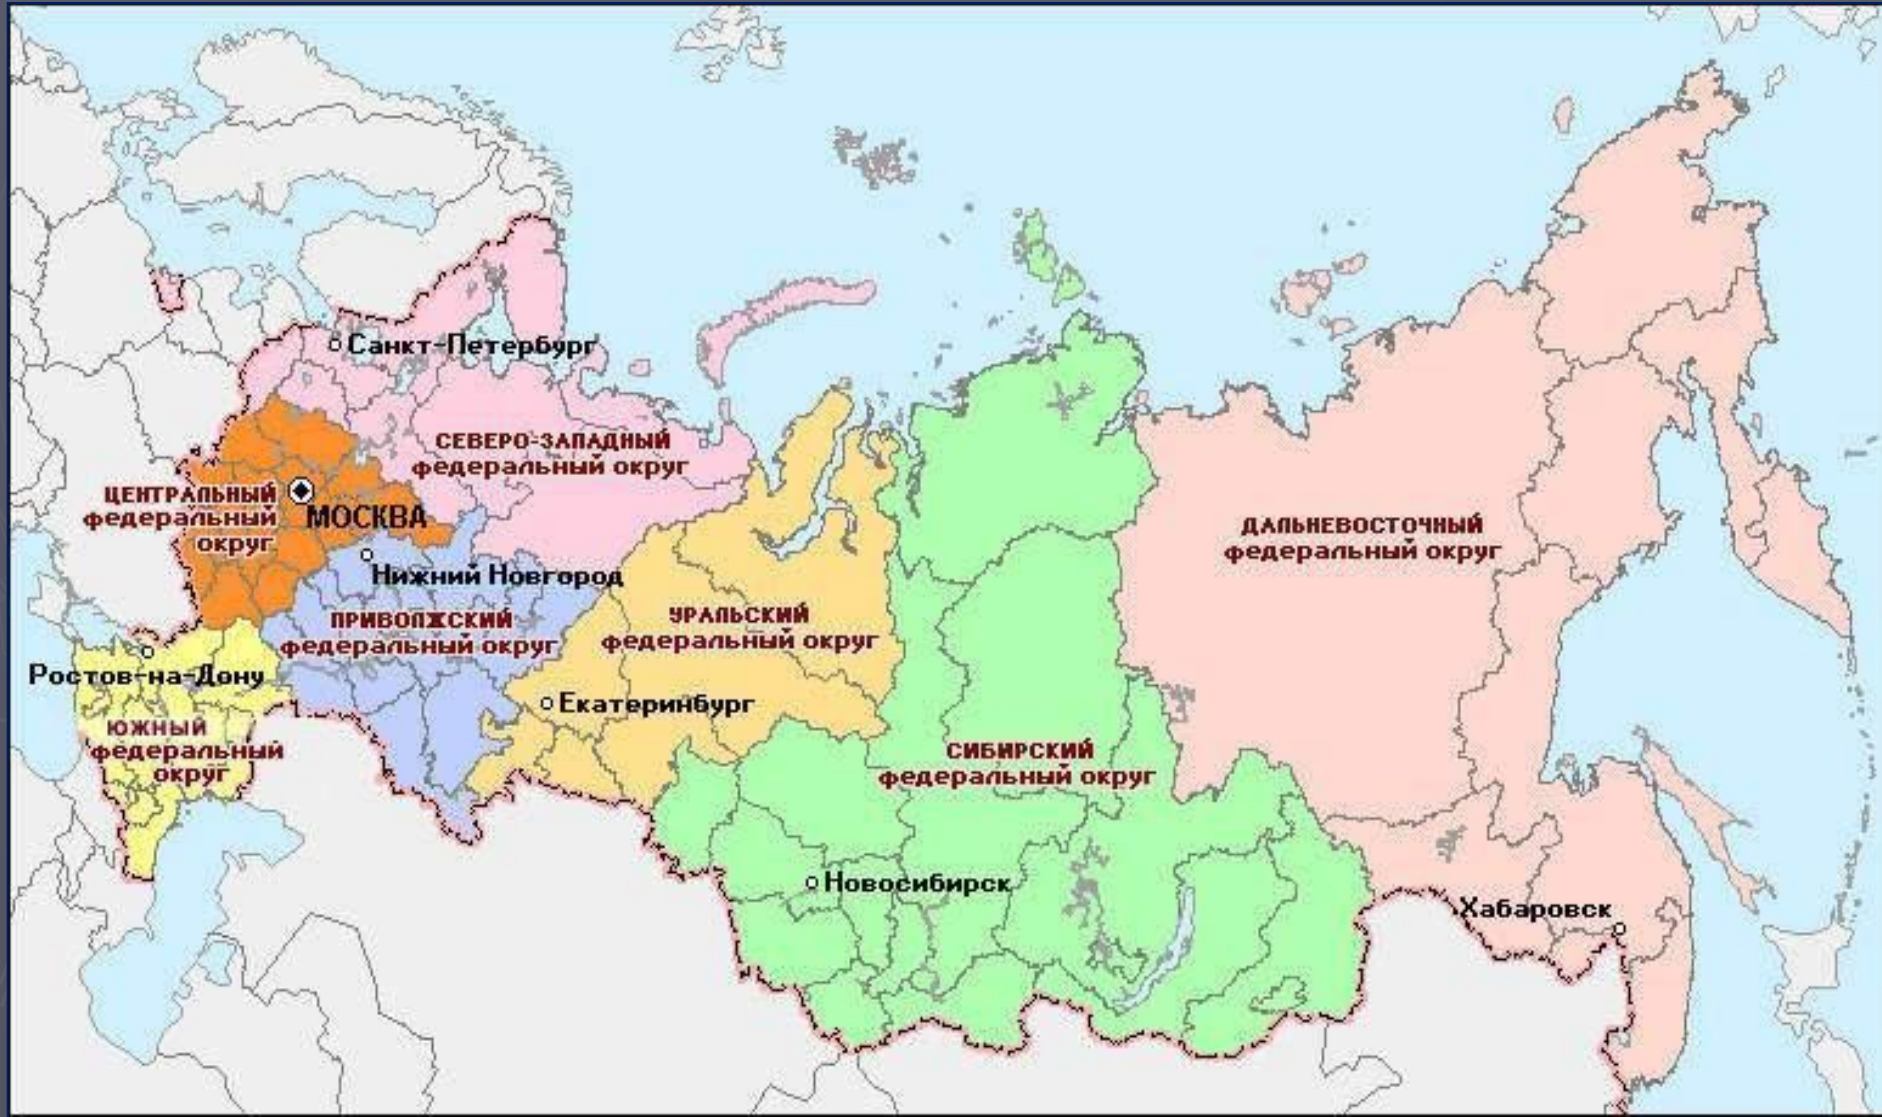 Санкт-Петербург
СЕВЕРО-ЗАПАДНЫЙ
федеральный округ
ЦЕНТРАЛЬНЫЙ
федеральный
округ
МОСКВА
ДАЛЬНЕВОСТОЧНЫЙ
федеральный округ
Нижний Новгород
ПРИВОЛЖСКИЙ
федеральный округ
УРАЛЬСКИЙ
федеральный округ
Ростов-на-Дону
Екатеринбург
ЮЖНЫЙ
федеральный
округ
СИБИРСКИЙ
федеральный округ
Новосибирск
Хабаровск